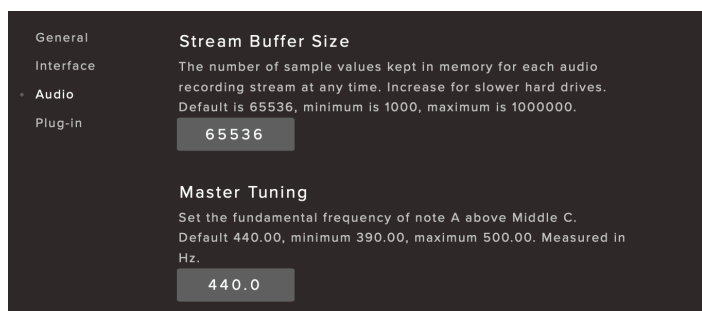 General
Interface
Audio
Plug-in
Stream Buffer Size
The number of sample values kept in memory for each audio
recording stream at any time. Increase for slower hard drives.
Default is 65536, minimum is 1000, maximum is 1000000.
65536
Master Tuning
Set the fundamental frequency of note A above Middle C.
Default 440.00, minimum 390.00, maximum 500.00. Measured in
Hz.
440.0